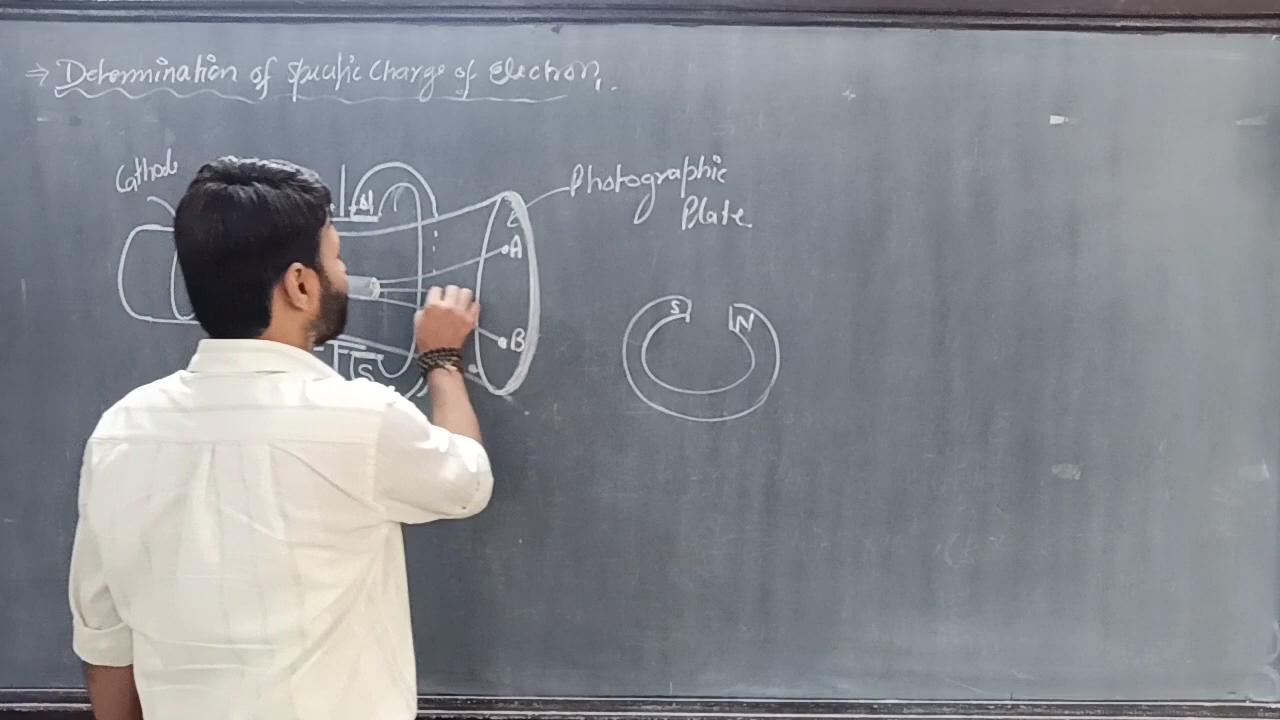 ⇒ Determination of Specific Charge of Electron.
Cathode
Photographic
Plate
N
A
B
S
S
N